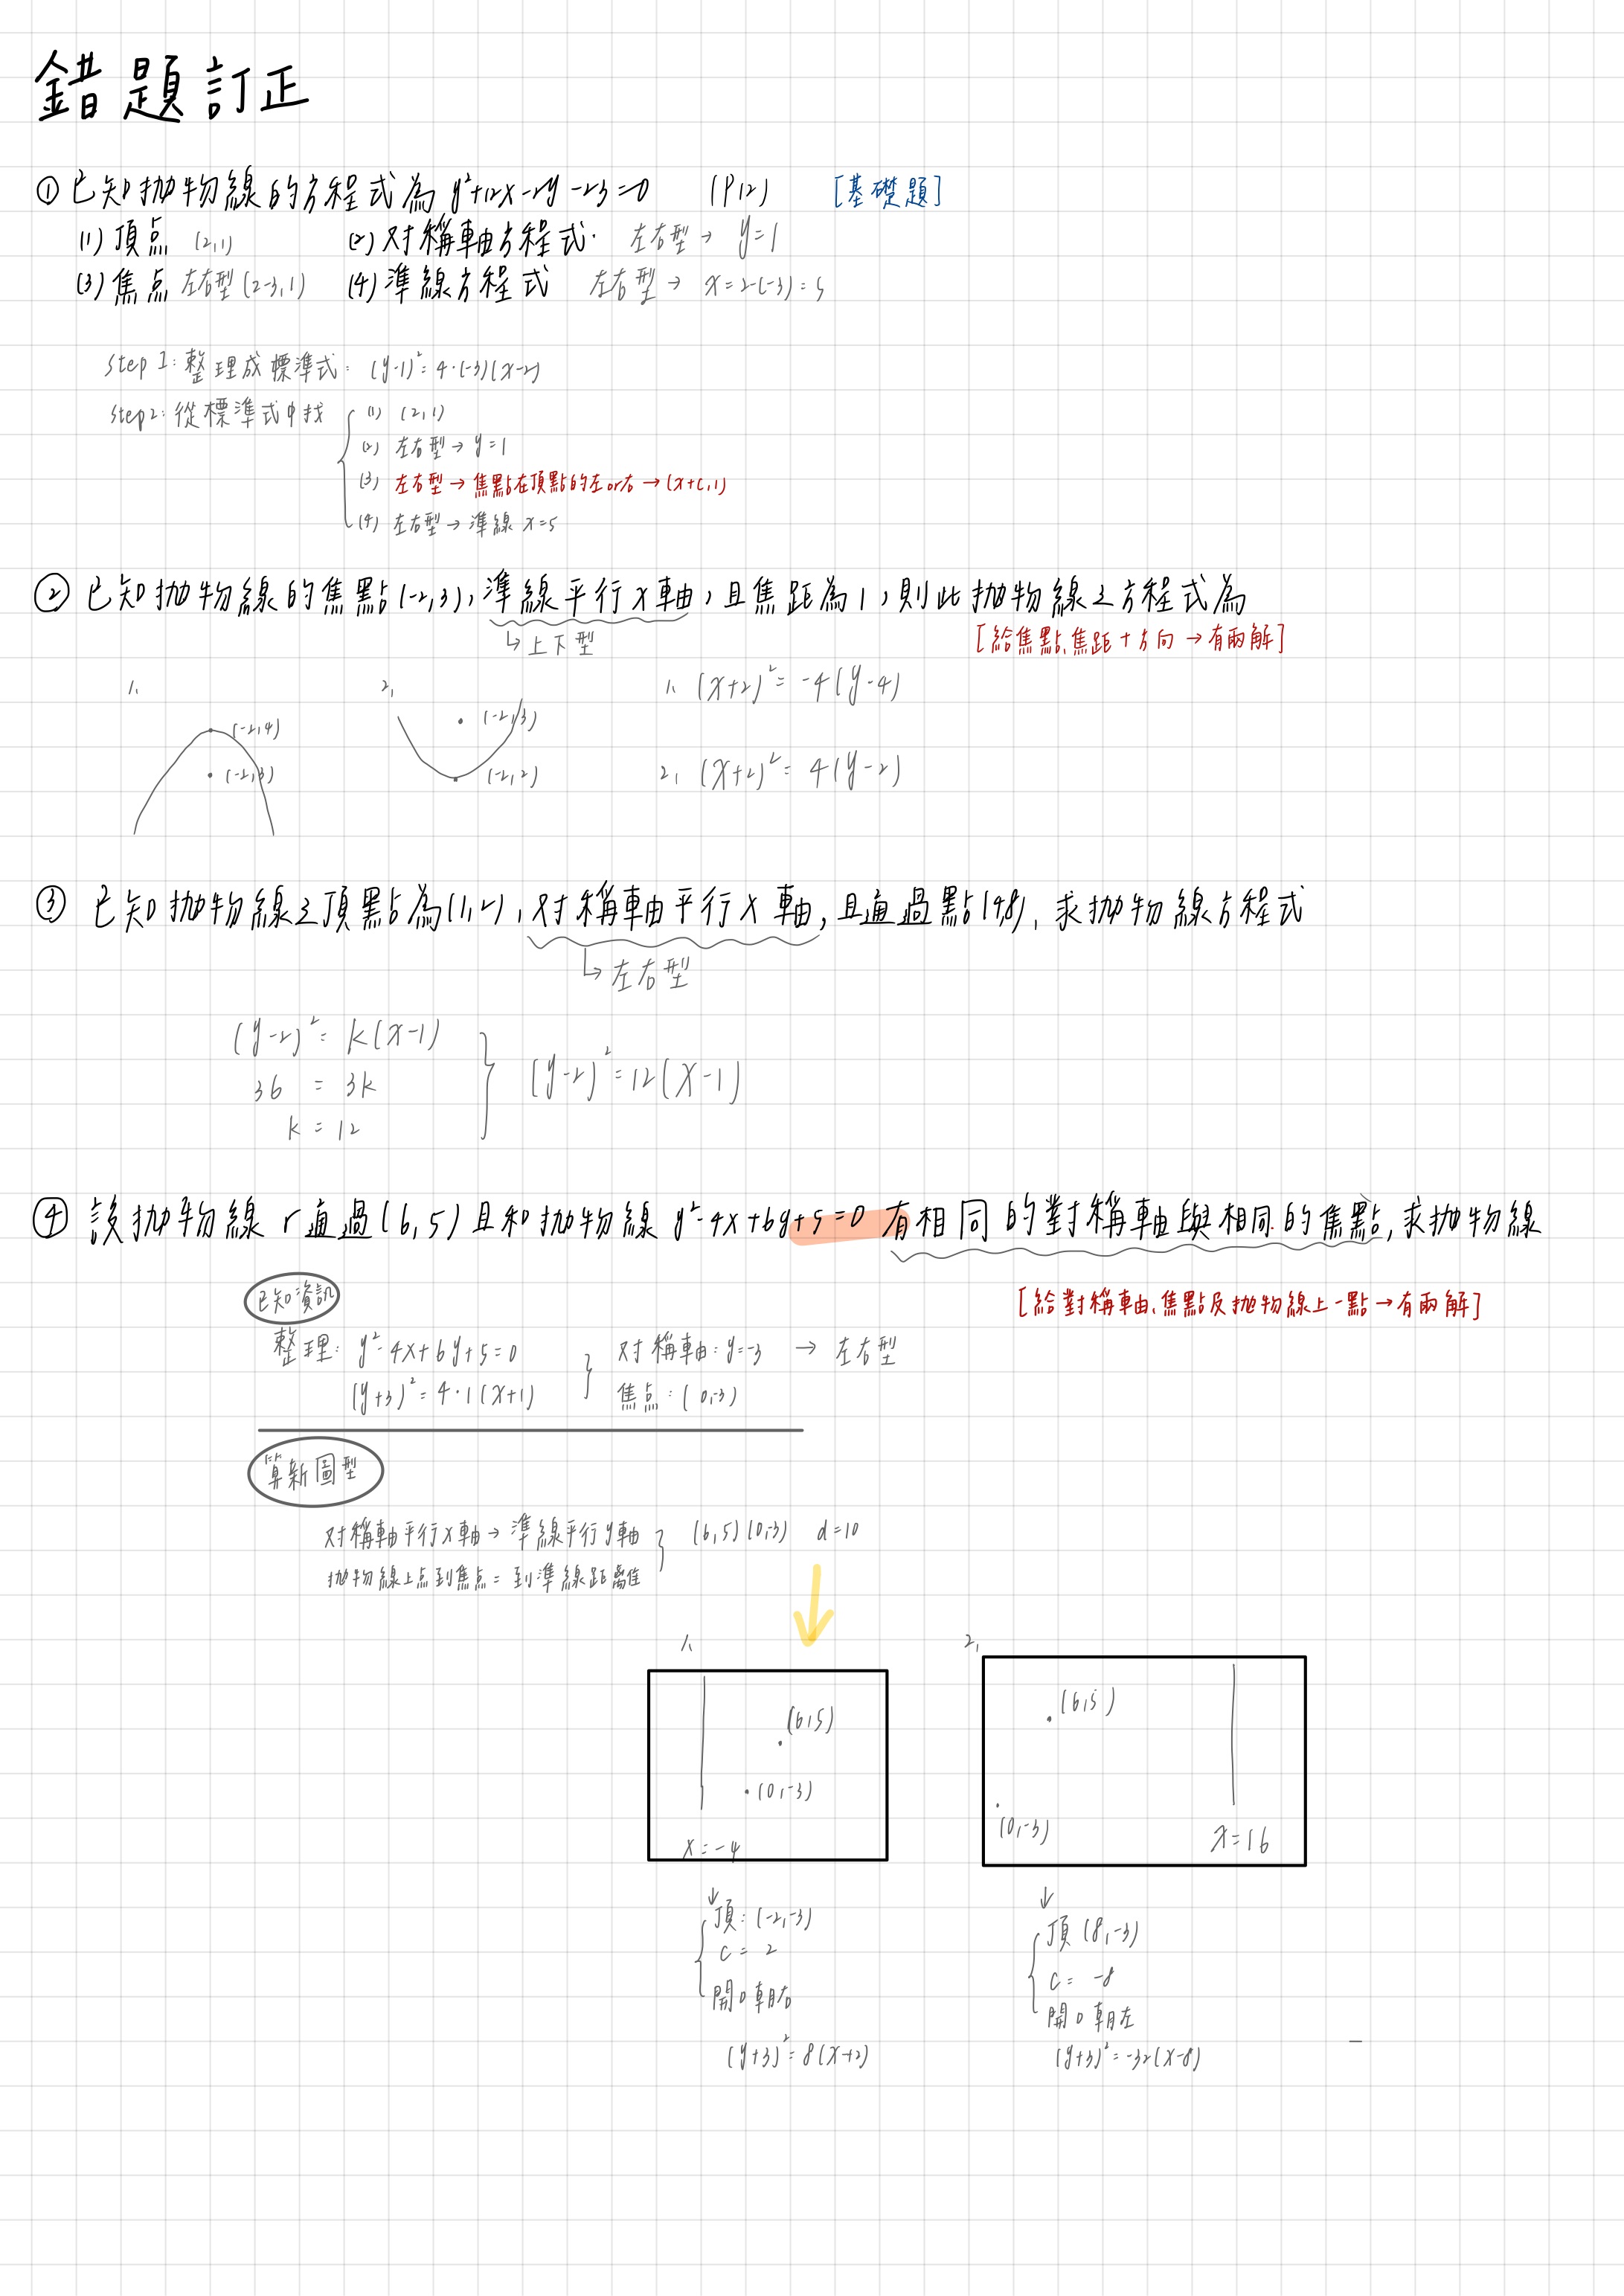 錯題訂正
① 已知拋物線的方程式為 y²+12x-2y-23=0 (P12) [基礎題]
(1) 頂点 (2,1) (2) 对稱軸方程式. 左右型 → y=1
(3) 焦点 左右型 (2-3,1) (4) 準線方程式 左右型 → x=2-(-3)=5
Step 1: 整理成標準式: (y-1)²=4·(-3)(x-2)
Step2: 從標準式中找
(1) (2,1)
(2) 左右型 → y=1
(3) 左右型 → 焦點在頂點的左or右 → (x+c,1)
(4) 左右型 → 準線 x=5
② 已知拋物線的焦點(-2,3), 準線平行x軸, 且焦距為1, 則此拋物線之方程式為
↳上下型
[給焦點、焦距+方向 → 有兩解]
1. (-2,4) (-2,3)
2. (-2,3) (-2,2)
1. (x+2)²=-4(y-4)
2. (x+2)²=4(y-2)
③ 已知拋物線之頂點為(1,2), 对稱軸平行x軸, 且通過點(4,8), 求拋物線方程式
↳左右型
(y-2)²=k(x-1)
36=3k
k=12
(y-2)²=12(x-1)
④ 設拋物線 r 通過(6,5)且和拋物線 y²-4x+6y+5=0 有相同的對稱軸與相同的焦點, 求拋物線
[給對稱軸、焦點及拋物線上一點→有兩解]
已知資訊
整理: y²-4x+6y+5=0 对稱軸:y=-3 → 左右型
(y+3)²=4·1(x+1) 焦点:(0,-3)
算新圖型
对稱軸平行x軸→準線平行y軸 (6,5)(0,-3) d=10
拋物線上点到焦点=到準線距離
1.
(6,5)
(0,-3)
x=-4
2.
(6,5)
(0,-3)
x=16
↓
頂:(-2,-3)
c=2
開口朝右
(y+3)²=8(x+2)
↓
頂(8,-3)
c=-8
開口朝左
(y+3)²=-32(x-8)